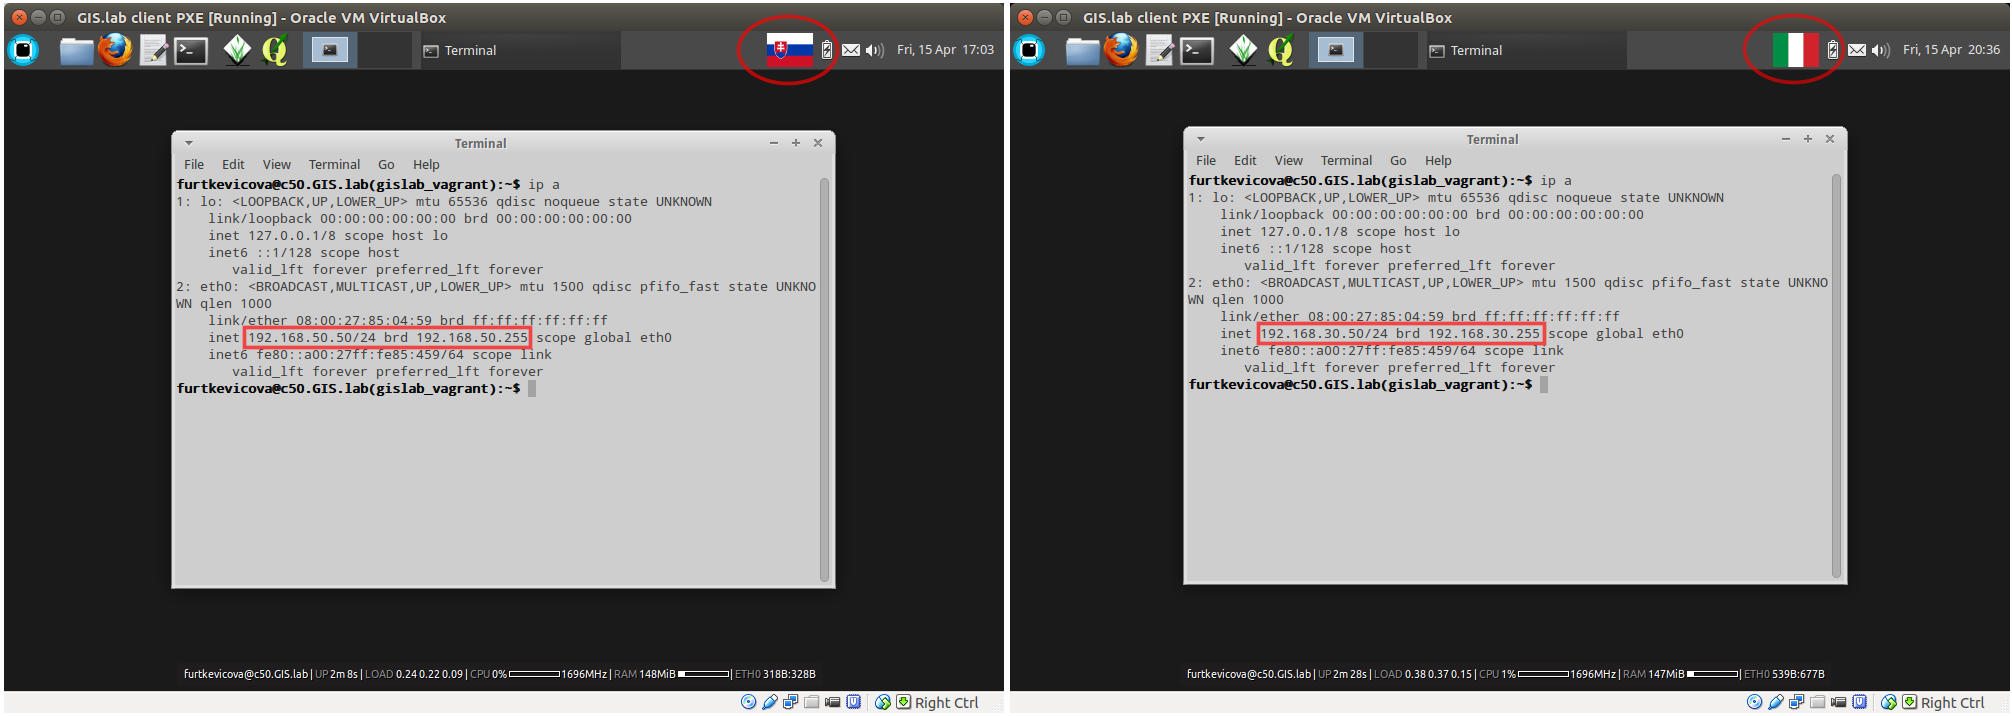 GIS.lab client PXE [Running] - Oracle VM VirtualBox
Terminal
Fri, 15 Apr 17:03
Terminal
File Edit View Terminal Go Help
furtkevicova@c50.GIS.lab(gislab_vagrant):~$ ip a
1: lo: <LOOPBACK,UP,LOWER_UP> mtu 65536 qdisc noqueue state UNKNOWN
link/loopback 00:00:00:00:00:00 brd 00:00:00:00:00:00
inet 127.0.0.1/8 scope host lo
inet6 ::1/128 scope host
valid_lft forever preferred_lft forever
2: eth0: <BROADCAST,MULTICAST,UP,LOWER_UP> mtu 1500 qdisc pfifo_fast state UNKNO
WN qlen 1000
link/ether 08:00:27:85:04:59 brd ff:ff:ff:ff:ff:ff
inet 192.168.50.50/24 brd 192.168.50.255 scope global eth0
inet6 fe80::a00:27ff:fe85:459/64 scope link
valid_lft forever preferred_lft forever
furtkevicova@c50.GIS.lab(gislab_vagrant):~$
furtkevicova@c50.GIS.lab | UP 2m 8s | LOAD 0.24 0.22 0.09 | CPU 0% 1696MHz | RAM 148MiB | ETH0 318B:328B
Right Ctrl
GIS.lab client PXE [Running] - Oracle VM VirtualBox
Terminal
Fri, 15 Apr 20:36
Terminal
File Edit View Terminal Go Help
furtkevicova@c50.GIS.lab(gislab_vagrant):~$ ip a
1: lo: <LOOPBACK,UP,LOWER_UP> mtu 65536 qdisc noqueue state UNKNOWN
link/loopback 00:00:00:00:00:00 brd 00:00:00:00:00:00
inet 127.0.0.1/8 scope host lo
inet6 ::1/128 scope host
valid_lft forever preferred_lft forever
2: eth0: <BROADCAST,MULTICAST,UP,LOWER_UP> mtu 1500 qdisc pfifo_fast state UNKNO
WN qlen 1000
link/ether 08:00:27:85:04:59 brd ff:ff:ff:ff:ff:ff
inet 192.168.30.50/24 brd 192.168.30.255 scope global eth0
inet6 fe80::a00:27ff:fe85:459/64 scope link
valid_lft forever preferred_lft forever
furtkevicova@c50.GIS.lab(gislab_vagrant):~$
furtkevicova@c50.GIS.lab | UP 2m 28s | LOAD 0.38 0.37 0.15 | CPU 1% 1696MHz | RAM 147MiB | ETH0 539B:677B
Right Ctrl